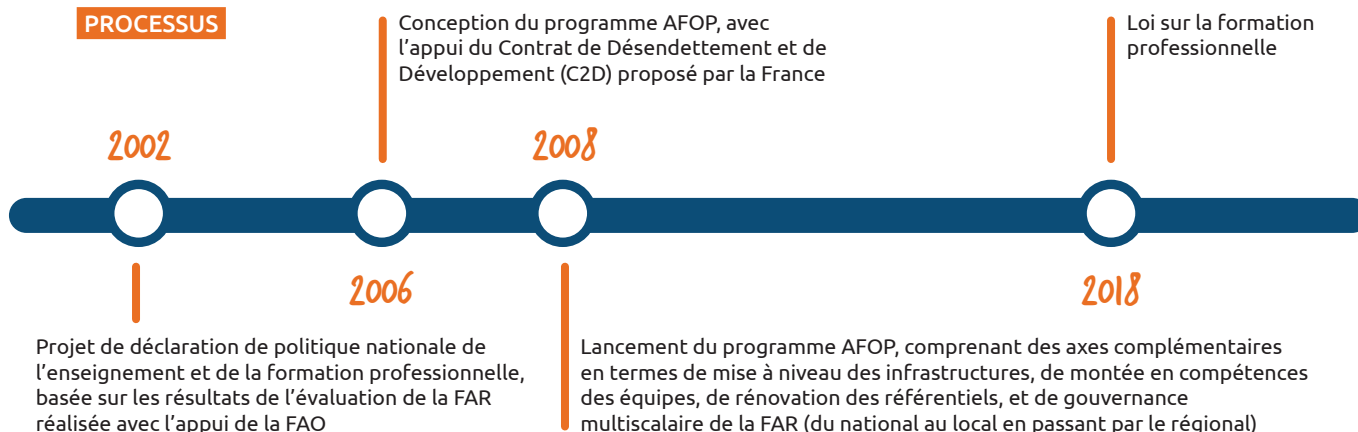 PROCESSUS
Conception du programme AFOP, avec
l'appui du Contrat de Désendettement et de
Développement (C2D) proposé par la France
Loi sur la formation
professionnelle
2002
2008
2006
2018
Projet de déclaration de politique nationale de
l'enseignement et de la formation professionnelle,
basée sur les résultats de l'évaluation de la FAR
réalisée avec l'appui de la FAO
Lancement du programme AFOP, comprenant des axes complémentaires
en termes de mise à niveau des infrastructures, de montée en compétences
des équipes, de rénovation des référentiels, et de gouvernance
multiscalaire de la FAR (du national au local en passant par le régional)